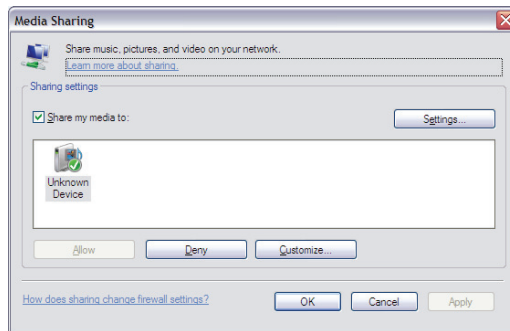 Media Sharing
Share music, pictures, and video on your network.
Learn more about sharing.
Sharing settings
Share my media to:
Settings...
Unknown
Device
Allow
Deny
Customize...
How does sharing change firewall settings?
OK
Cancel
Apply